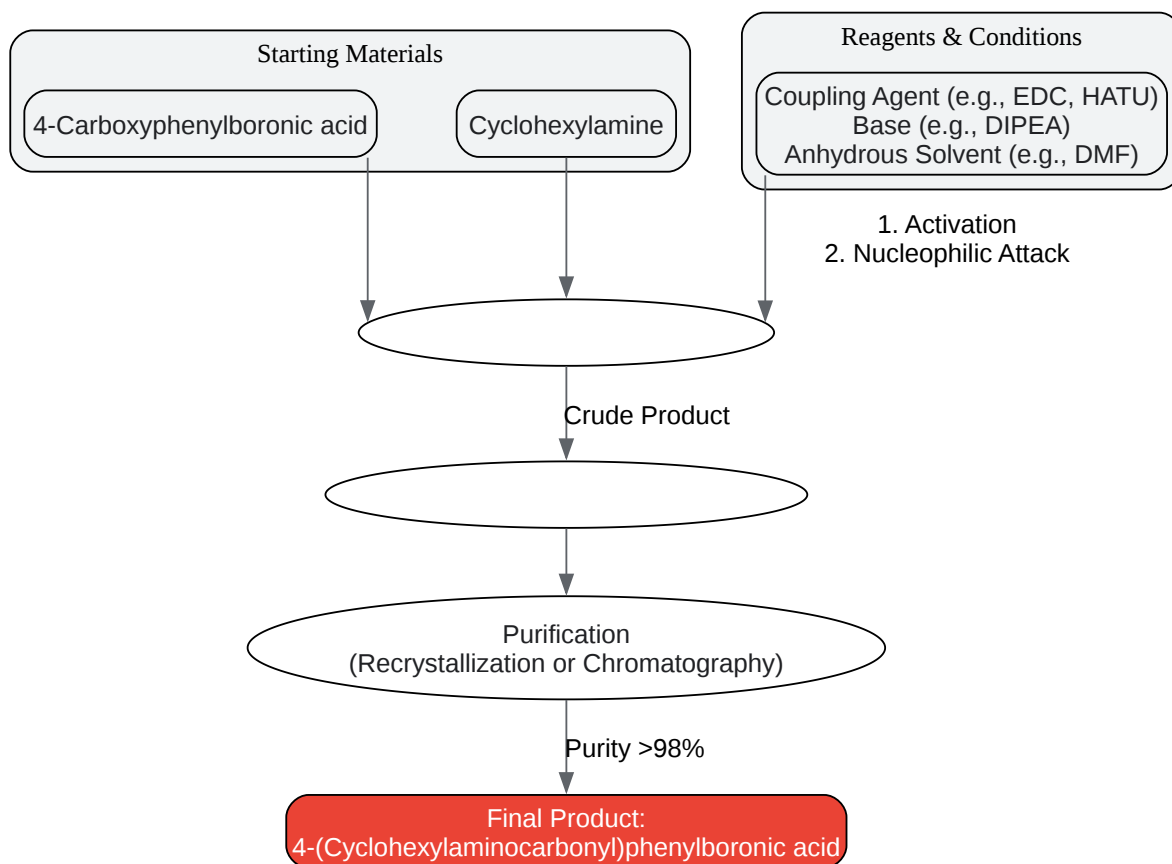 Starting Materials
4-Carboxyphenylboronic acid
Cyclohexylamine
Reagents & Conditions
Coupling Agent (e.g., EDC, HATU)
Base (e.g., DIPEA)
Anhydrous Solvent (e.g., DMF)
1. Activation
2. Nucleophilic Attack
Crude Product
Purification
(Recrystallization or Chromatography)
Purity >98%
Final Product:
4-(Cyclohexylaminocarbonyl)phenylboronic acid